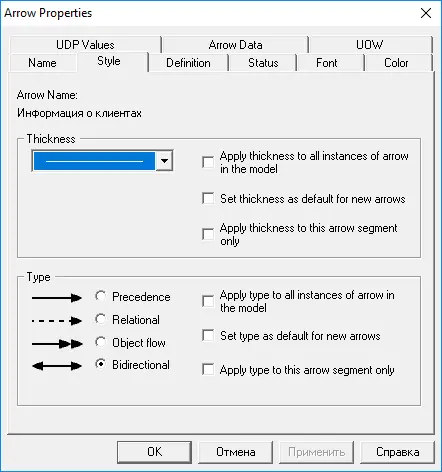 Arrow Properties
UDP Values
Arrow Data
UOW
Name
Style
Definition
Status
Font
Color
Arrow Name:
Информация о клиентах
Thickness
Apply thickness to all instances of arrow
in the model
Set thickness as default for new arrows
Apply thickness to this arrow segment
only
Type
Precedence
Relational
Object flow
Bidirectional
Apply type to all instances of arrow in
the model
Set type as default for new arrows
Apply type to this arrow segment only
OK
Отмена
Применить
Справка